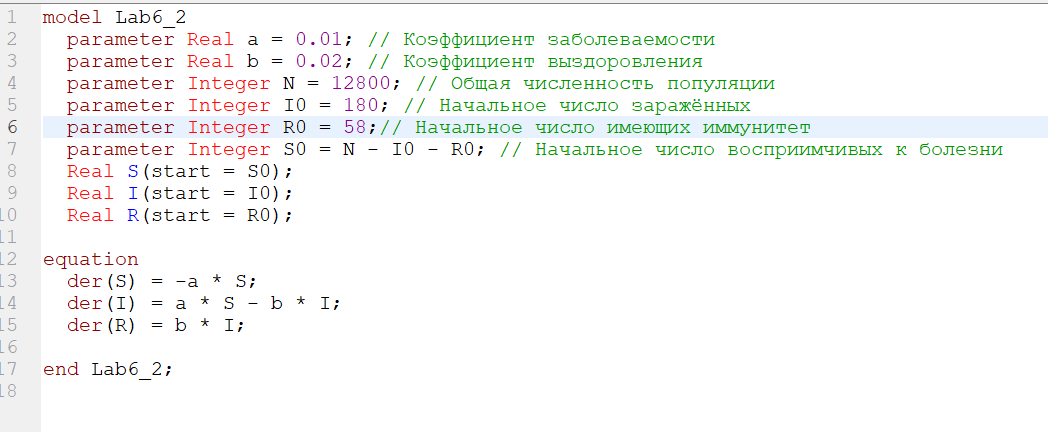 1 model Lab6_2
2   parameter Real a = 0.01; // Коэффициент заболеваемости
3   parameter Real b = 0.02; // Коэффициент выздоровления
4   parameter Integer N = 12800; // Общая численность популяции
5   parameter Integer I0 = 180; // Начальное число заражённых
6   parameter Integer R0 = 58;// Начальное число имеющих иммунитет
7   parameter Integer S0 = N - I0 - R0; // Начальное число восприимчивых к болезни
8   Real S(start = S0);
9   Real I(start = I0);
10   Real R(start = R0);
11
12 equation
13   der(S) = -a * S;
14   der(I) = a * S - b * I;
15   der(R) = b * I;
16
17 end Lab6_2;
18